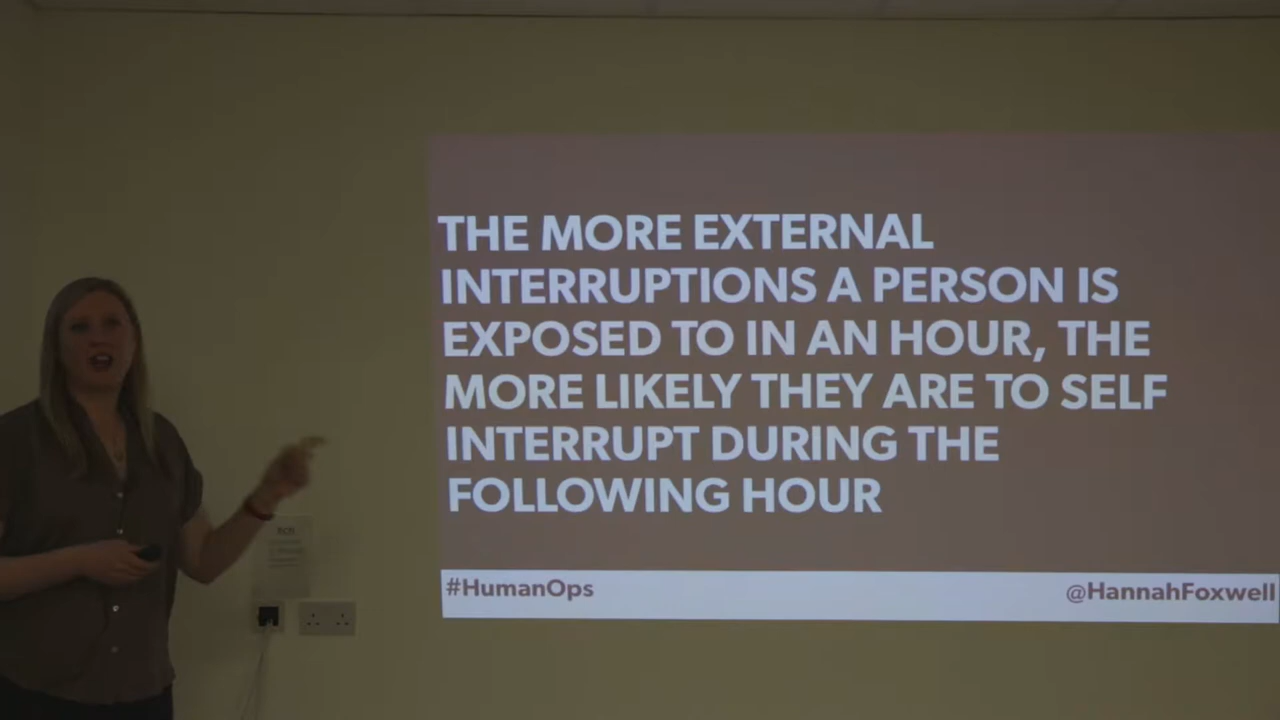 THE MORE EXTERNAL
INTERRUPTIONS A PERSON IS
EXPOSED TO IN AN HOUR, THE
MORE LIKELY THEY ARE TO SELF
INTERRUPT DURING THE
FOLLOWING HOUR
#HumanOps
@HannahFoxwell